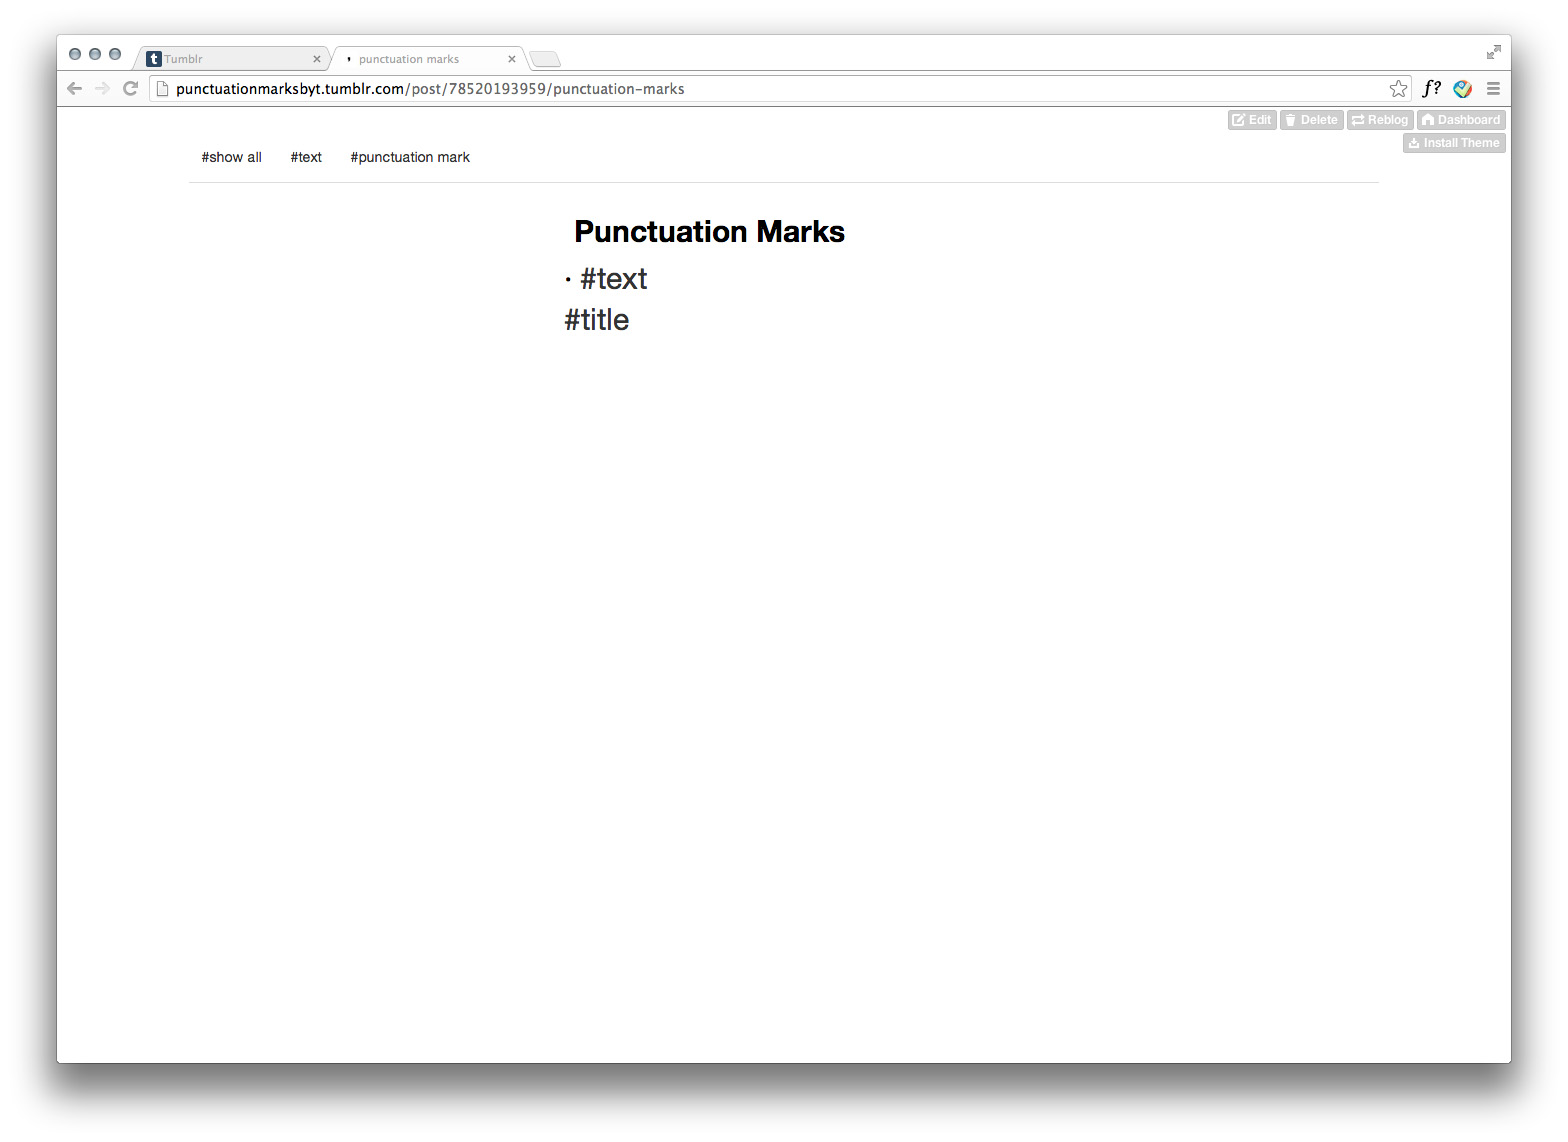 Tumblr
punctuation marks
punctuationmarksbyt.tumblr.com/post/78520193959/punctuation-marks
f?
Edit Delete Reblog Dashboard
Install Theme
#show all #text #punctuation mark
Punctuation Marks
· #text
#title